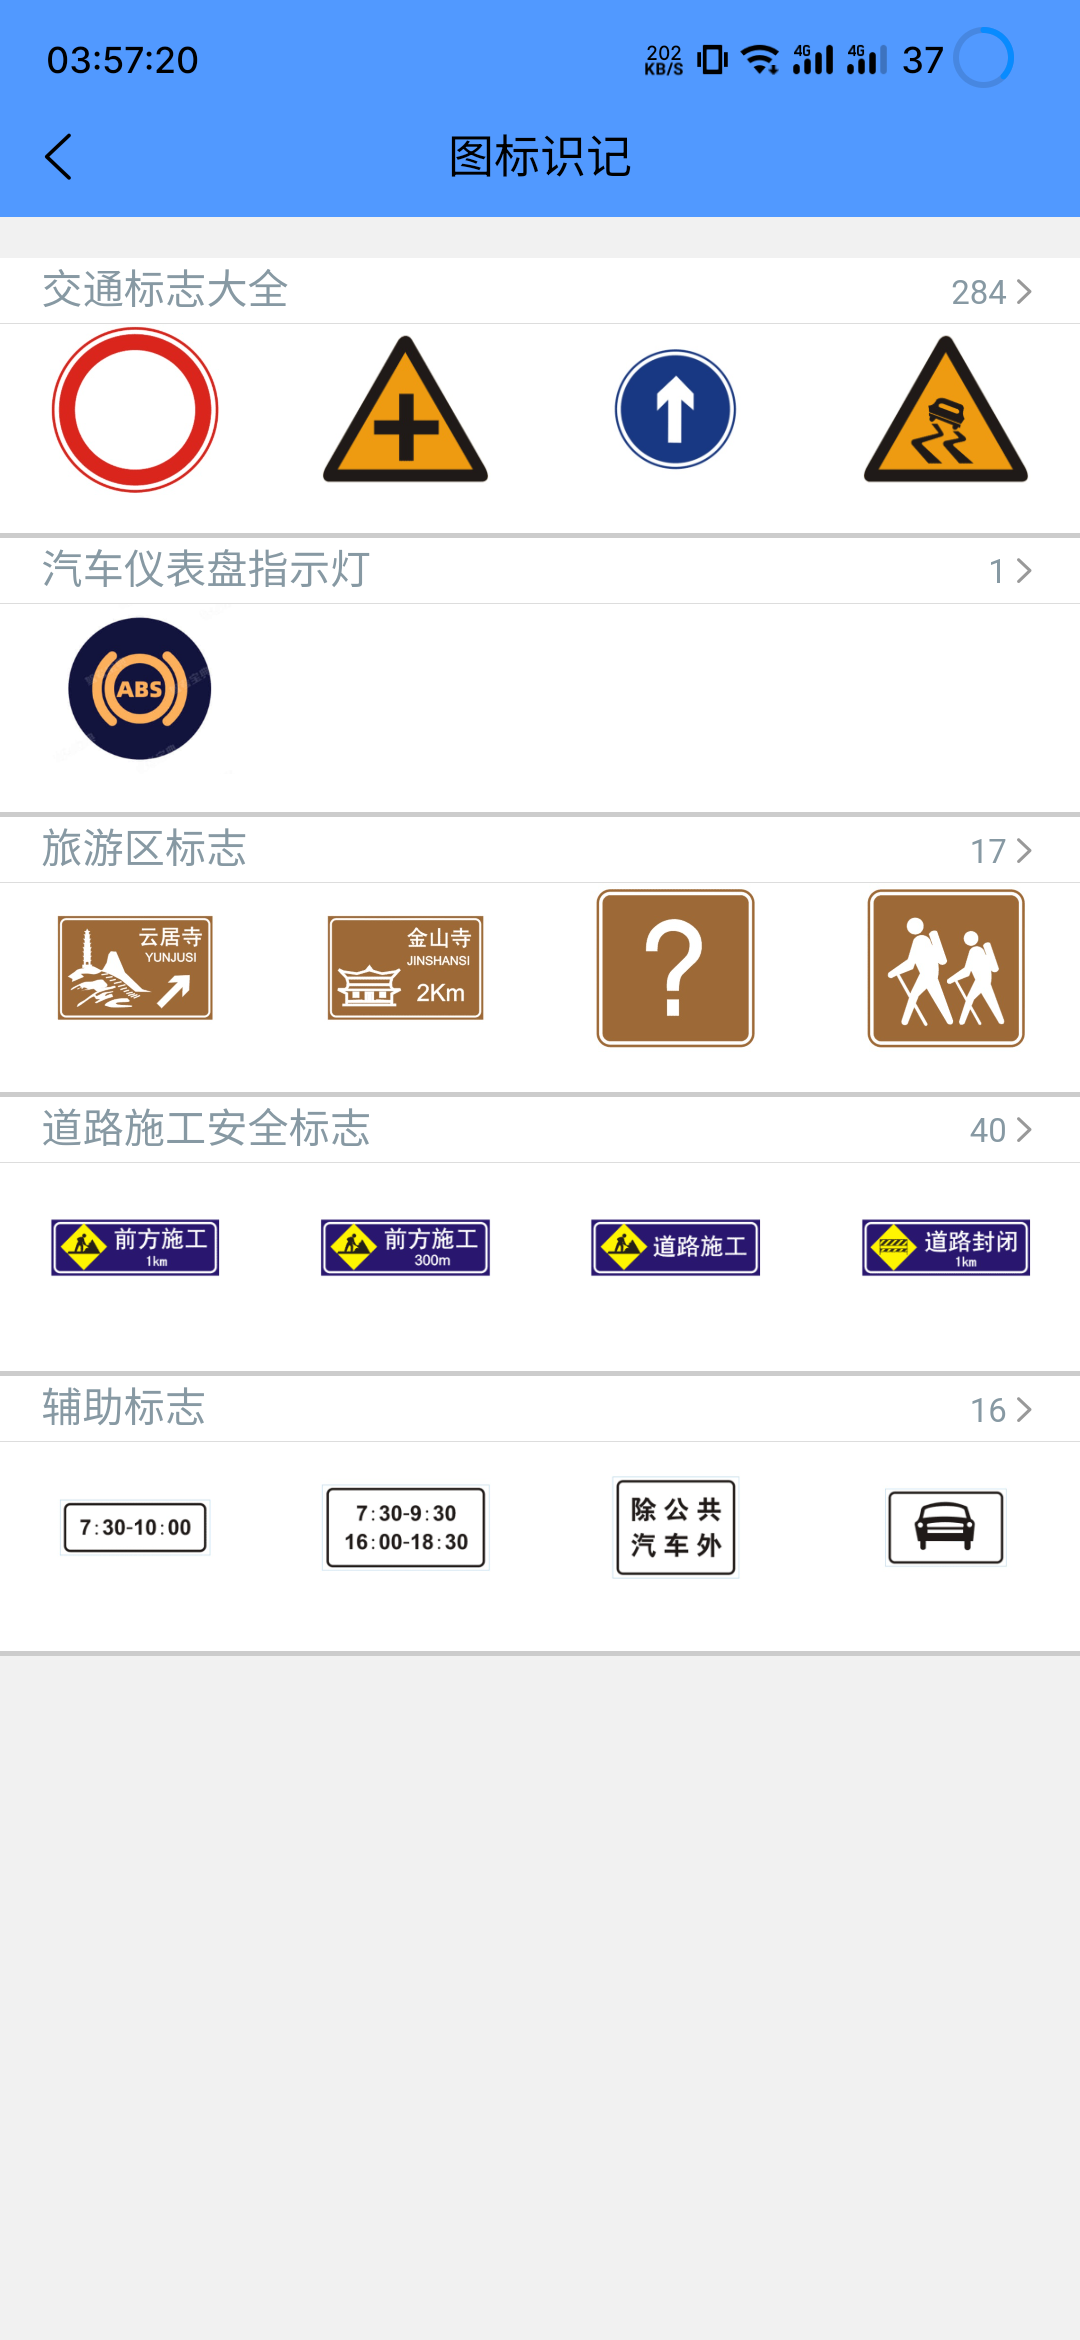 03:57:20
202
KB/S
4G
4G
37
图标识记
交通标志大全
284
汽车仪表盘指示灯
1
ABS
旅游区标志
17
云居寺
YUNJUSI
金山寺
JINSHANSI
2Km
?
道路施工安全标志
40
前方施工
1km
前方施工
300m
道路施工
道路封闭
1km
辅助标志
16
7:30-10:00
7:30-9:30
16:00-18:30
除公共
汽车外